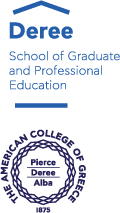 Deree
School of Graduate
and Professional
Education
THE AMERICAN COLLEGE OF GREECE
Pierce
Deree
Alba
1875